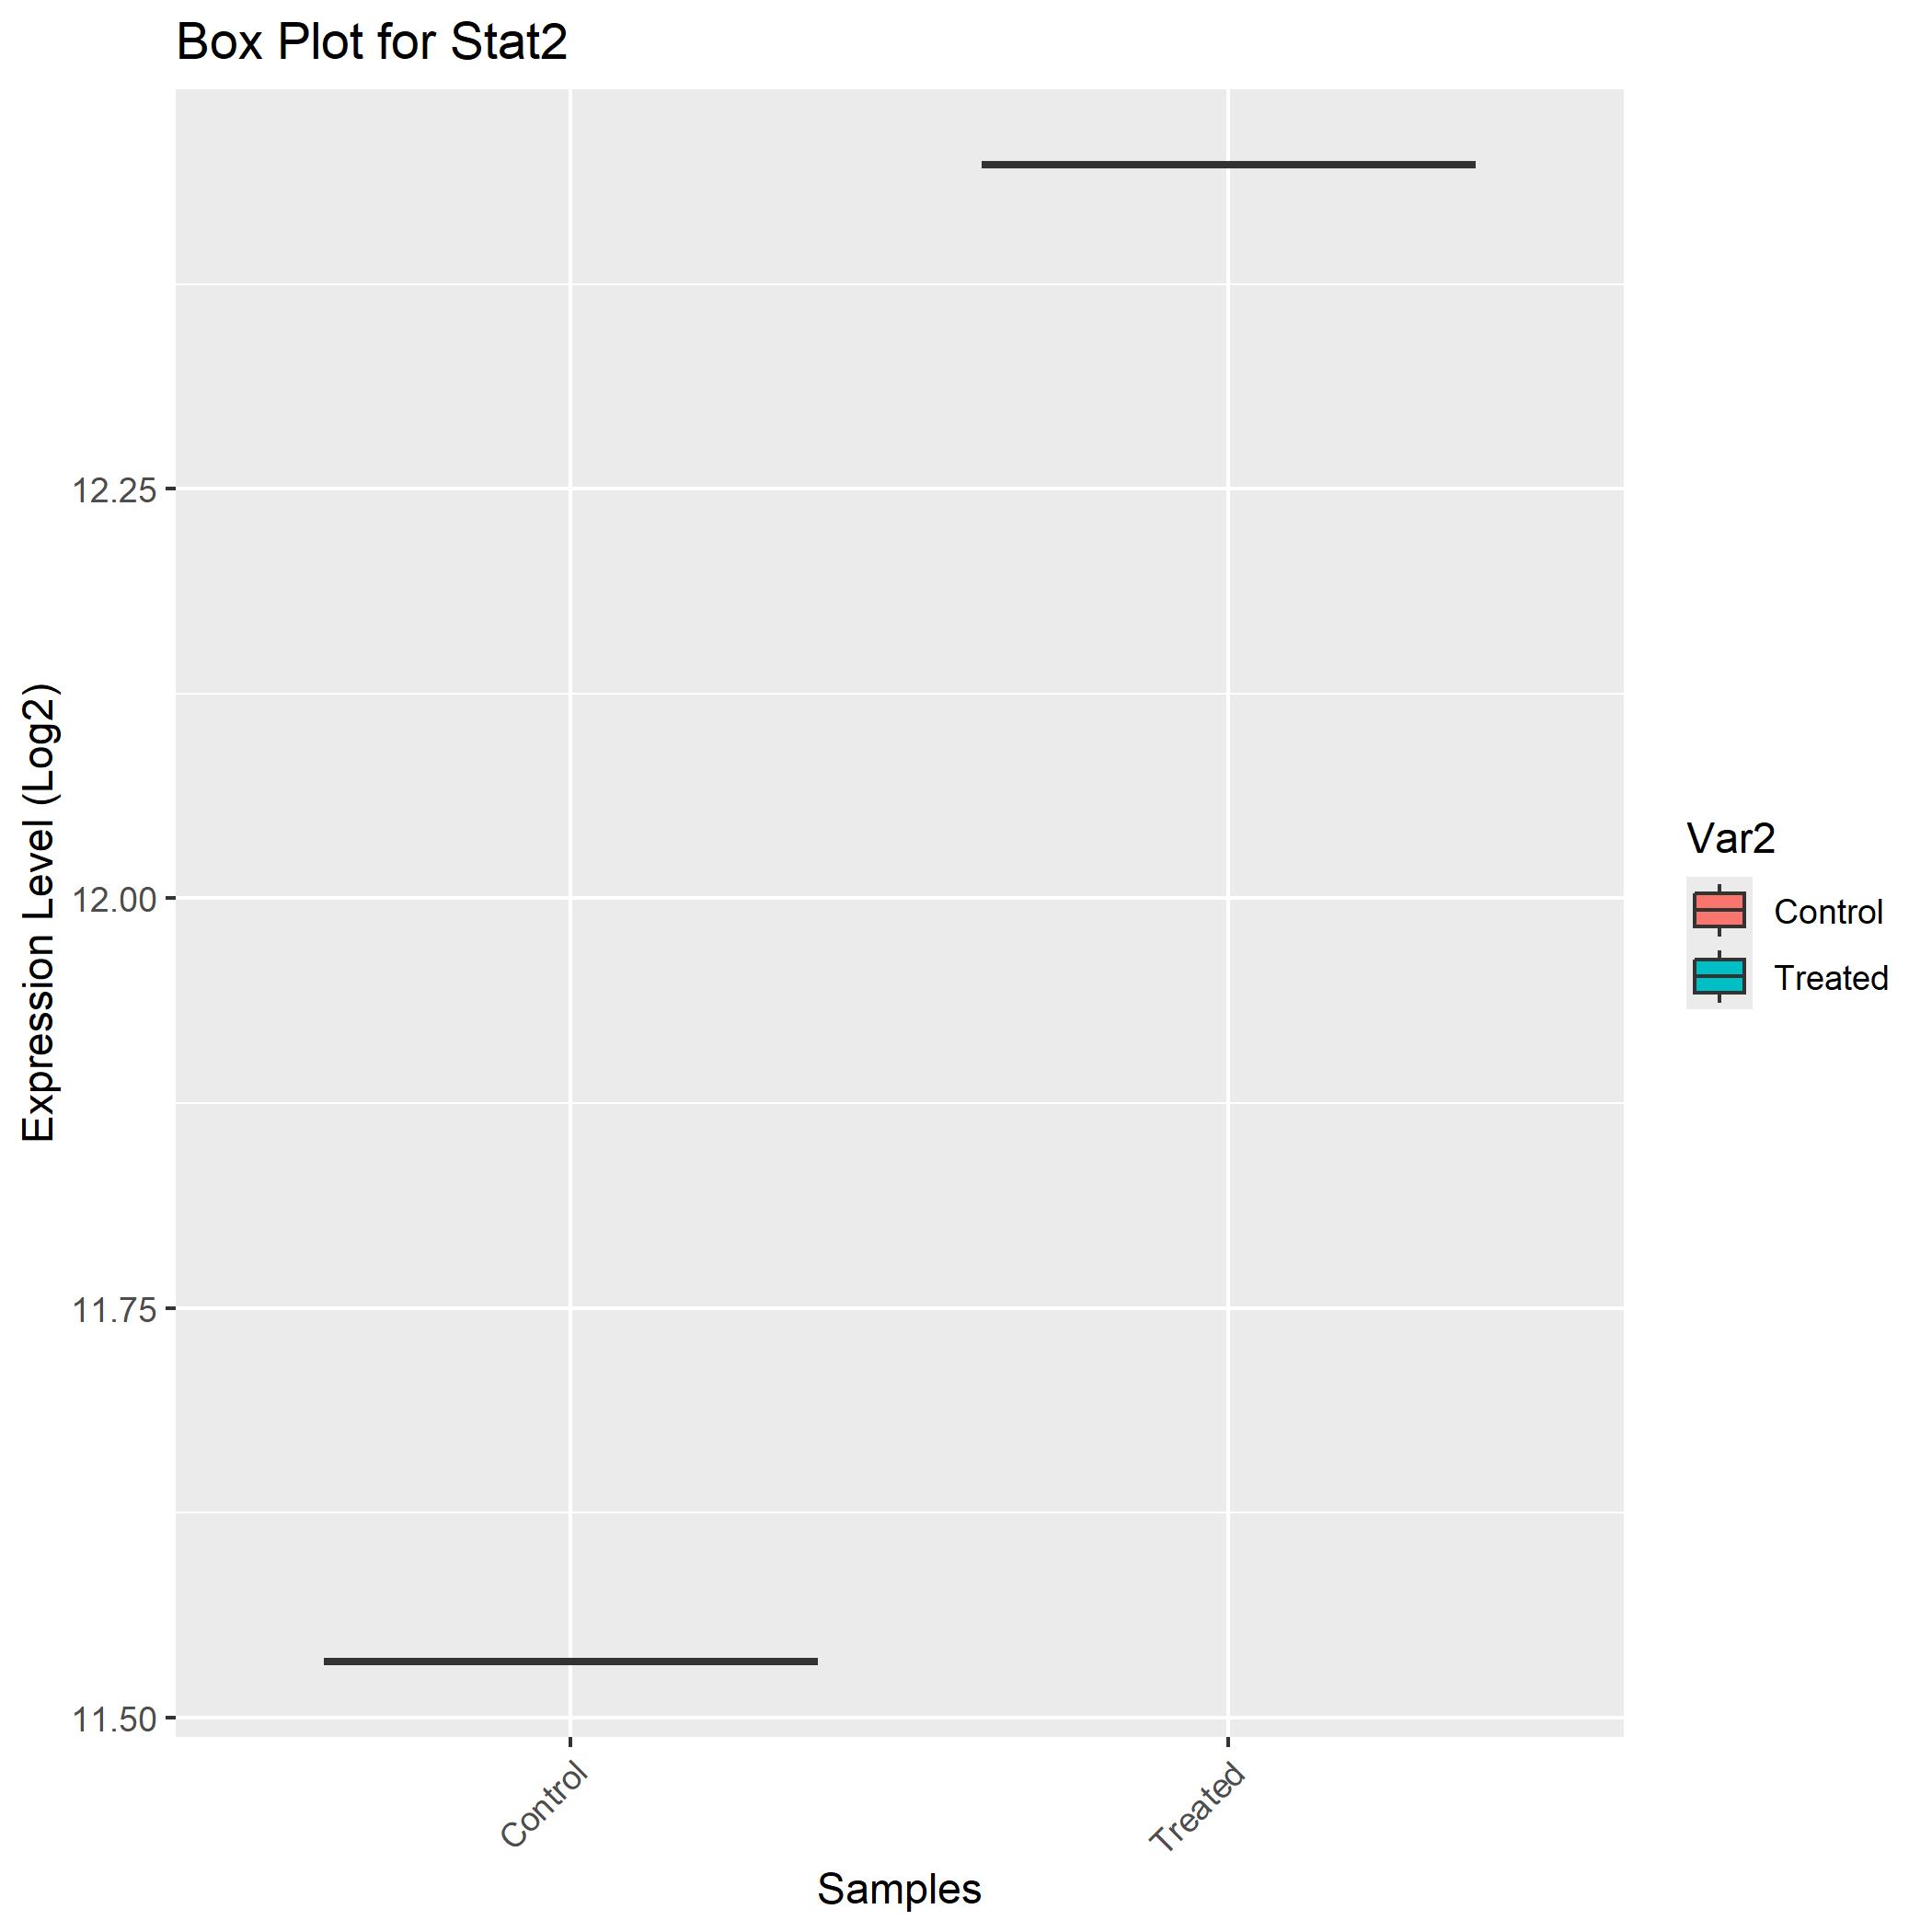 Box Plot for Stat2
Expression Level (Log2)
12.25
12.00
11.75
11.50
Control
Treated
Samples
Var2
Control
Treated